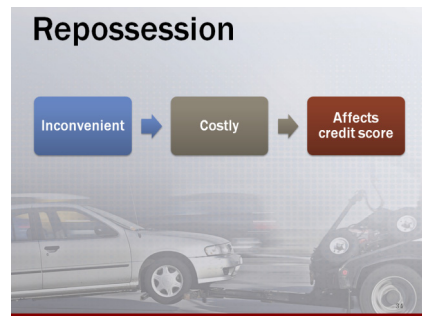 Repossession
Inconvenient
Costly
Affects
credit score